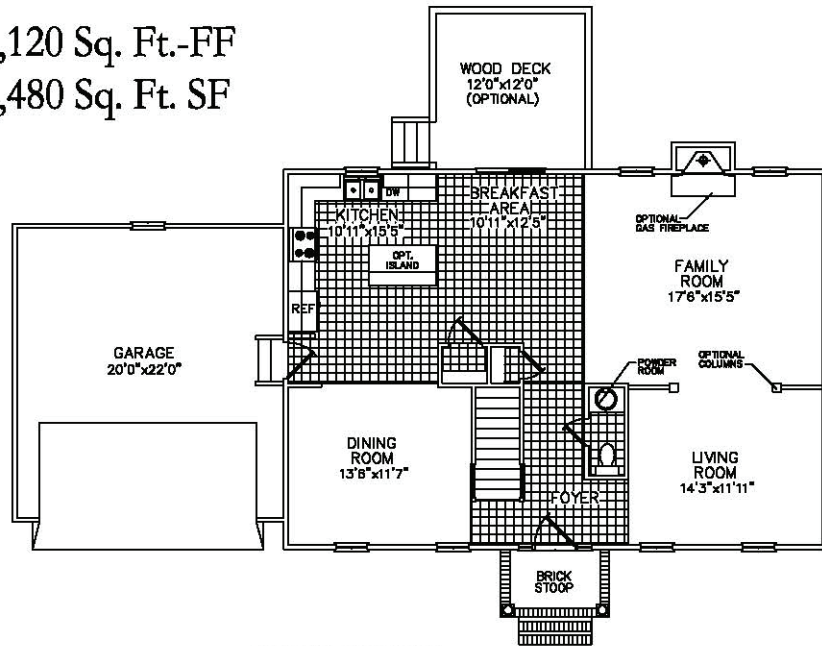 ,120 Sq. Ft.-FF
,480 Sq. Ft. SF
WOOD DECK
12'0"x12'0"
(OPTIONAL)
DW
KITCHEN
10'11"x15'5"
BREAKFAST
AREA
10'11"x12'5"
OPTIONAL
GAS FIREPLACE
OPT.
ISLAND
FAMILY
ROOM
17'6"x15'5"
REF
GARAGE
20'0"x22'0"
POWDER
ROOM
OPTIONAL
COLUMNS
DINING
ROOM
13'6"x11'7"
LIVING
ROOM
14'3"x11'11"
FOYER
BRICK
STOOP